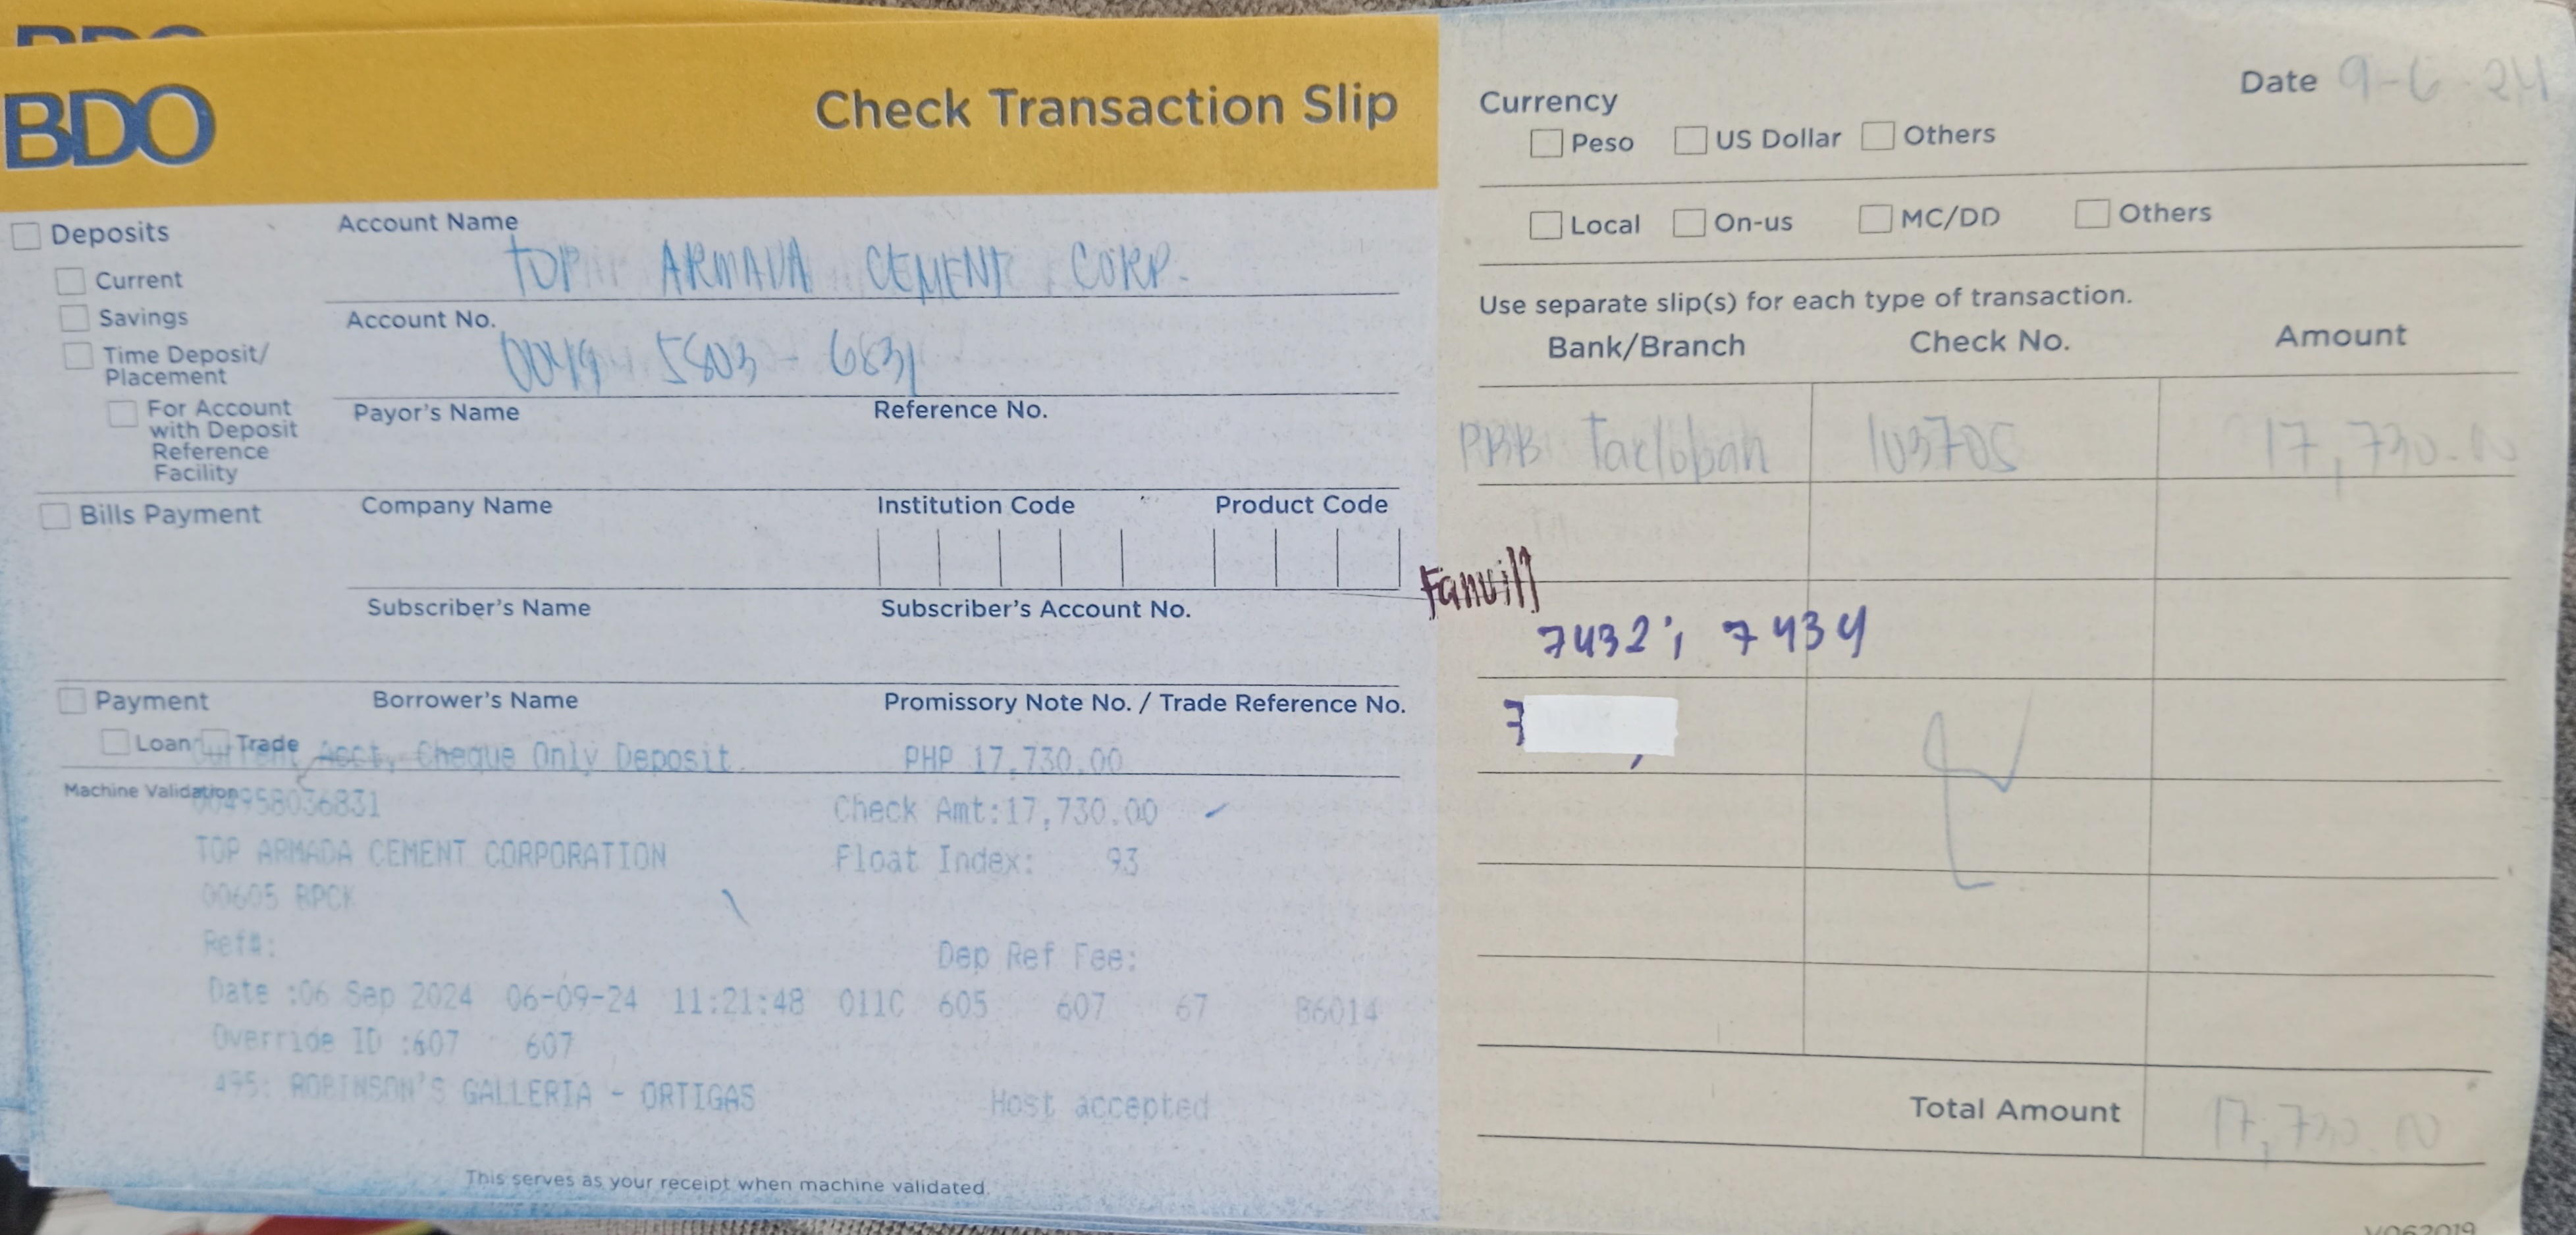 BDO
Check Transaction Slip
Date 9-6-24
Currency
Peso US Dollar Others
Local On-us MC/DD Others
Deposits
Current
Savings
Time Deposit/
Placement
For Account
with Deposit
Reference
Facility
Account Name
TOP ARMADA CEMENT CORP.
Account No.
0049 5803 - 6831
Payor's Name Reference No.
Use separate slip(s) for each type of transaction.
Bank/Branch Check No. Amount
PBB Tacloban 103705 17,730.00
Bills Payment
Company Name Institution Code Product Code
Subscriber's Name Subscriber's Account No.
Fanvill
7432; 7434
7
Payment
Loan Trade
Borrower's Name Promissory Note No. / Trade Reference No.
Current Acct, Cheque Only Deposit PHP 17,730.00
Machine Validation
004958036831 Check Amt:17,730.00
TOP ARMADA CEMENT CORPORATION Float Index: 93
00605 BPCK
Ref#: Dep Ref Fee:
Date :06 Sep 2024 06-09-24 11:21:48 011C 605 607 67 86014
Override ID :607 607
495: ROBINSON'S GALLERIA - ORTIGAS Host accepted
Total Amount 17,730.00
This serves as your receipt when machine validated.
V062019